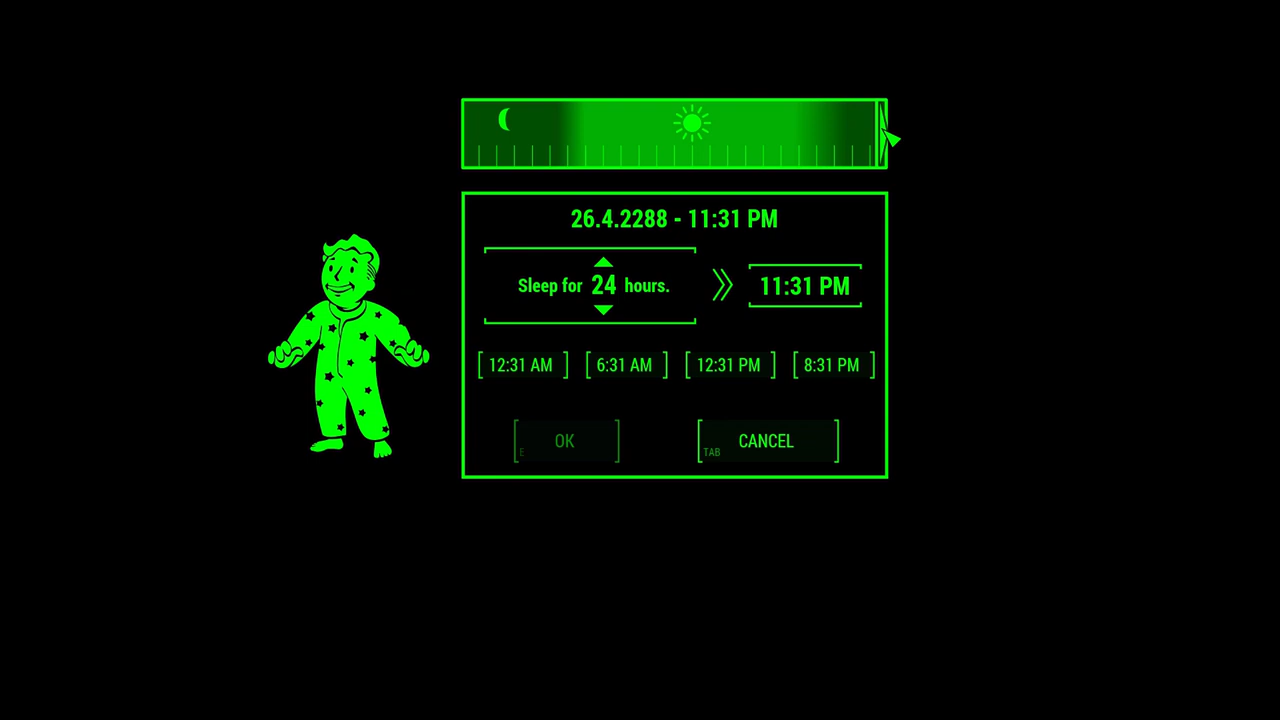 26.4.2288 - 11:31 PM
Sleep for 24 hours.
11:31 PM
12:31 AM
6:31 AM
12:31 PM
8:31 PM
E OK
TAB CANCEL